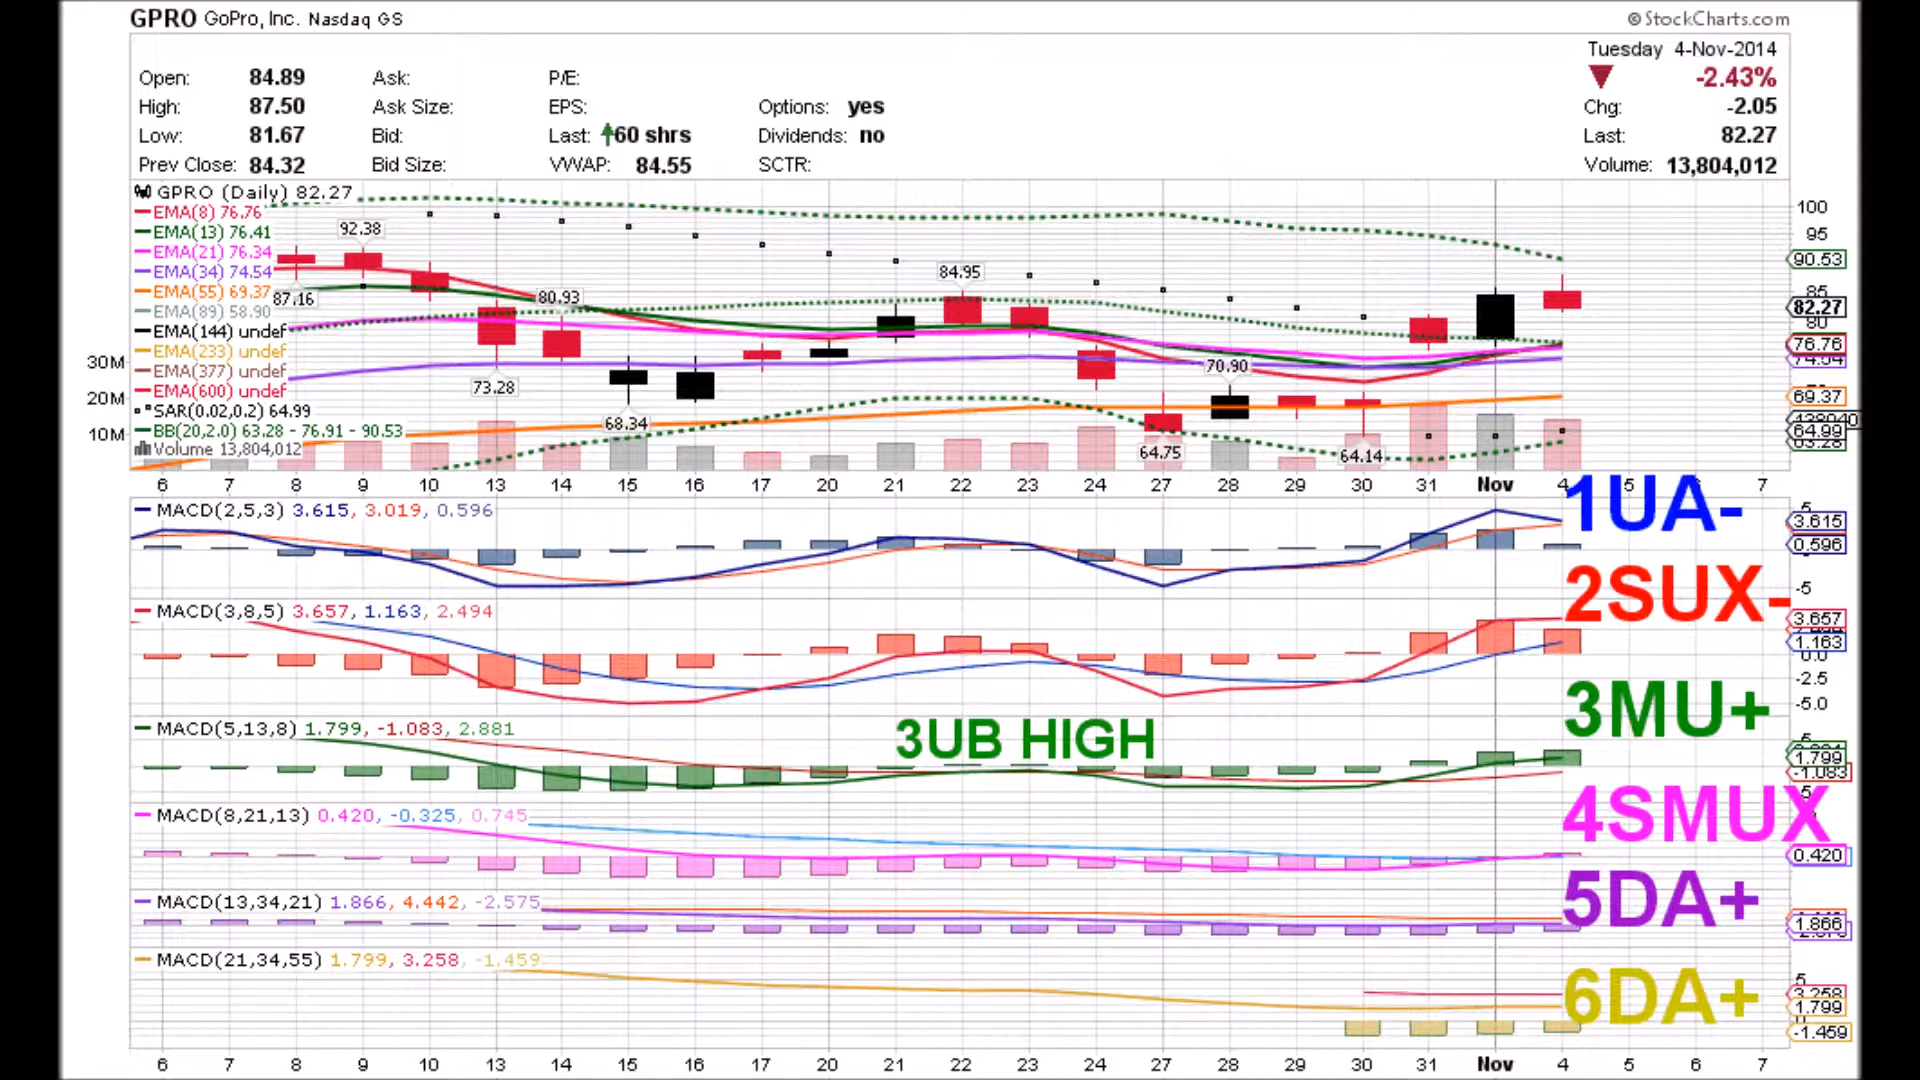 GPRO GoPro, Inc. Nasdaq GS
© StockCharts.com
Tuesday 4-Nov-2014
Open: 84.89 Ask: P/E: -2.43%
High: 87.50 Ask Size: EPS: Options: yes Chg: -2.05
Low: 81.67 Bid: Last: 60 shrs Dividends: no Last: 82.27
Prev Close: 84.32 Bid Size: VWAP: 84.55 SCTR: Volume: 13,804,012
GPRO (Daily) 82.27
EMA(8) 76.76
EMA(13) 76.41
EMA(21) 76.34
EMA(34) 74.54
EMA(55) 69.37
EMA(89) 58.90
EMA(144) undef
EMA(233) undef
EMA(377) undef
EMA(600) undef
SAR(0.02,0.2) 64.99
BB(20,2.0) 63.28 - 76.91 - 90.53
Volume 13,804,012
30M
20M
10M
92.38
87.16
80.93
73.28
68.34
84.95
70.90
64.75
64.14
100
95
90.53
85
82.27
80
76.76
74.54
69.37
64.99
63.28
6 7 8 9 10 13 14 15 16 17 20 21 22 23 24 27 28 29 30 31 Nov 4 5 6 7
MACD(2,5,3) 3.615, 3.019, 0.596
1UA-
5
3.615
0.596
-5
MACD(3,8,5) 3.657, 1.163, 2.494
2SUX-
3.657
1.163
0.0
-2.5
-5.0
MACD(5,13,8) 1.799, -1.083, 2.881
3UB HIGH
3MU+
1.799
-1.083
MACD(8,21,13) 0.420, -0.325, 0.745
4SMUX
0.420
MACD(13,34,21) 1.866, 4.442, -2.575
5DA+
1.866
MACD(21,34,55) 1.799, 3.258, -1.459
6DA+
5
3.258
1.799
-1.459
6 7 8 9 10 13 14 15 16 17 20 21 22 23 24 27 28 29 30 31 Nov 4 5 6 7